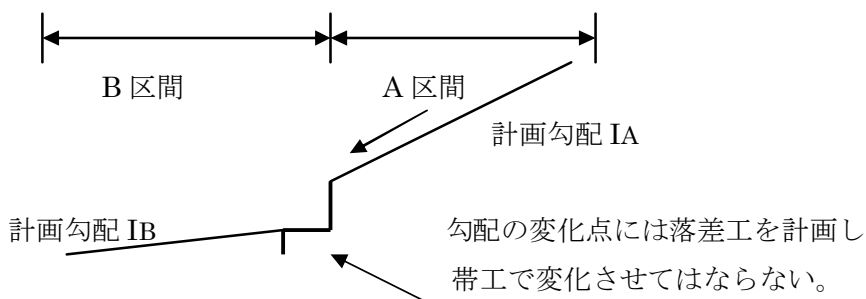 B 区間
A 区間
計画勾配 IA
計画勾配 IB
勾配の変化点には落差工を計画し
帯工で変化させてはならない。